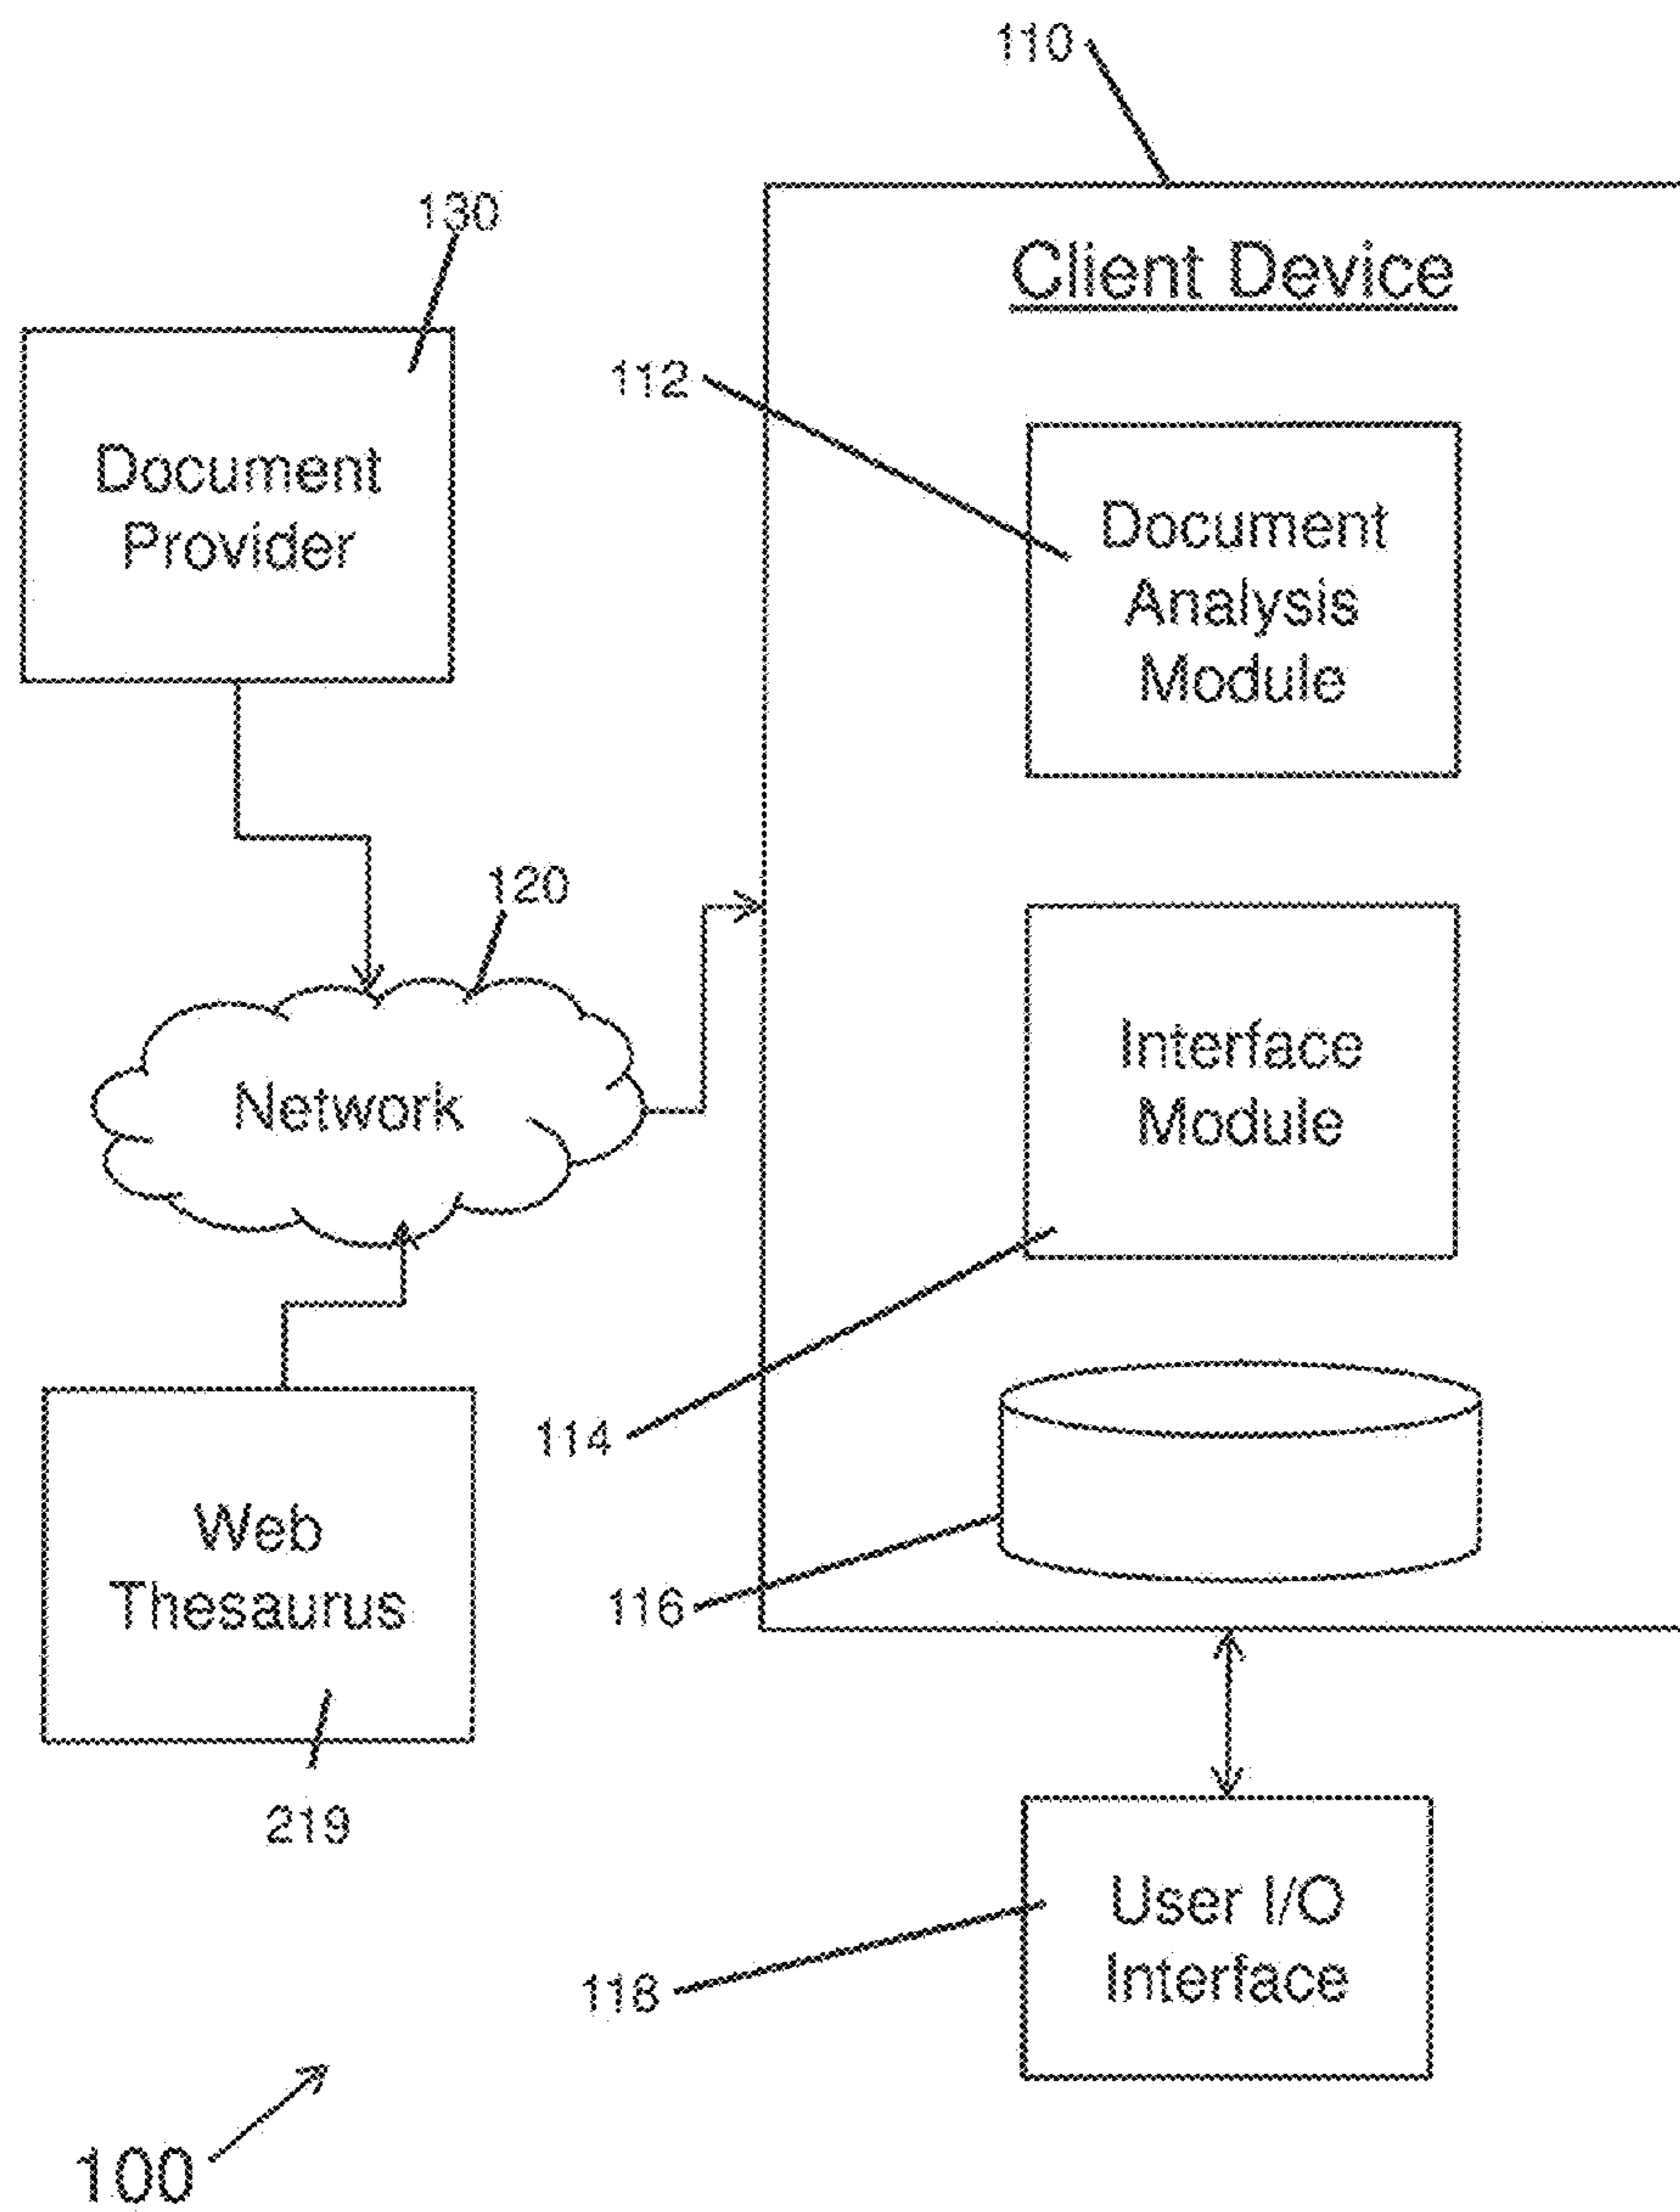 110
130
Client Device
112
Document
Provider
Document
Analysis
Module
120
Network
Interface
Module
114
116
Web
Thesaurus
219
User I/O
Interface
118
100